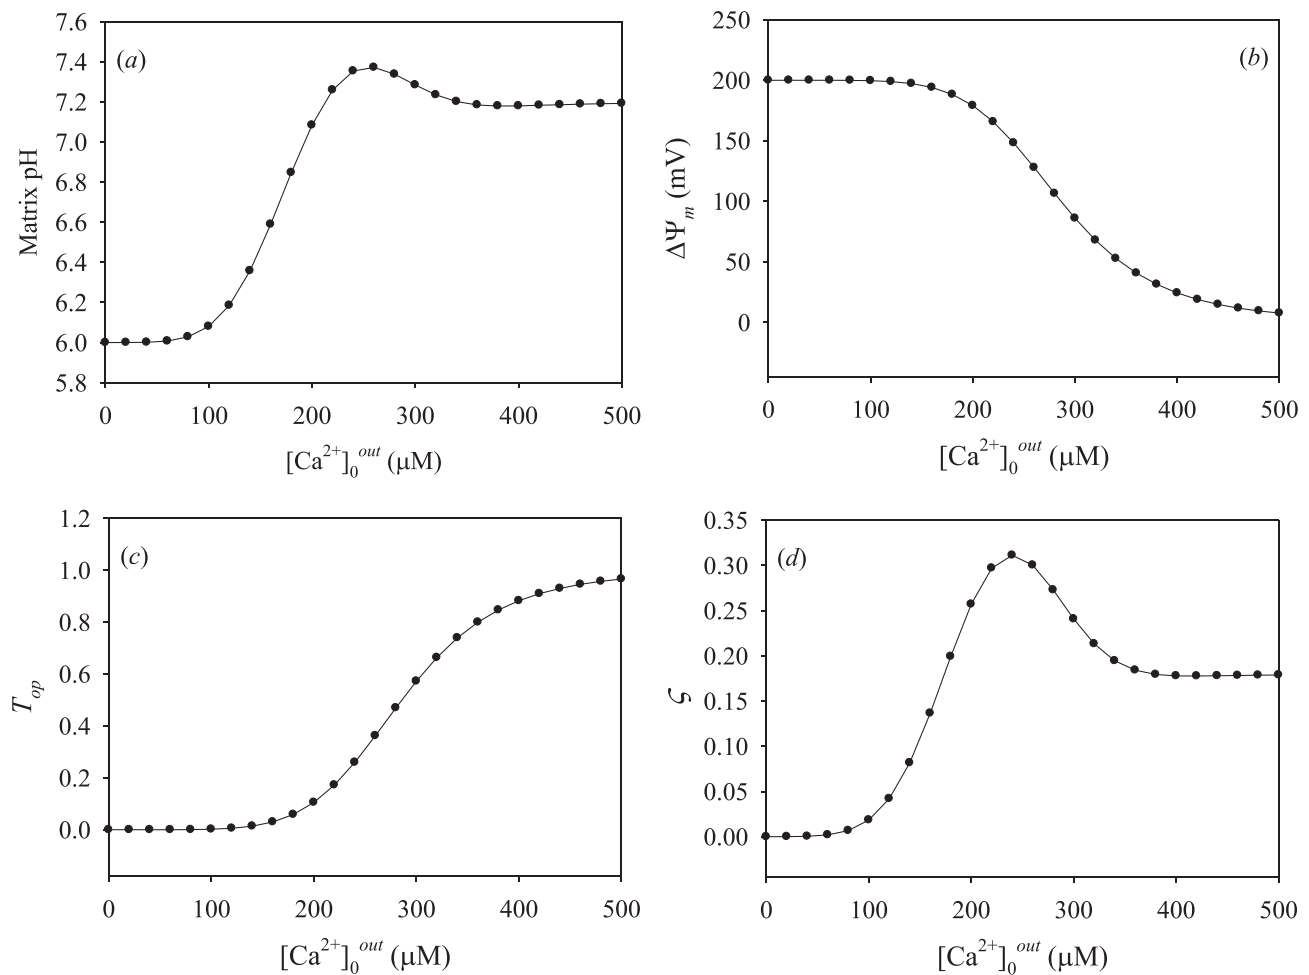 (a)
7.6
7.4
7.2
7.0
6.8
6.6
6.4
6.2
6.0
5.8
Matrix pH
0 100 200 300 400 500
[Ca²⁺]₀ᵒᵘᵗ (μM)
(b)
250
200
150
100
50
0
ΔΨₘ (mV)
0 100 200 300 400 500
[Ca²⁺]₀ᵒᵘᵗ (μM)
(c)
1.2
1.0
0.8
0.6
0.4
0.2
0.0
T_op
0 100 200 300 400 500
[Ca²⁺]₀ᵒᵘᵗ (μM)
(d)
0.35
0.30
0.25
0.20
0.15
0.10
0.05
0.00
ς
0 100 200 300 400 500
[Ca²⁺]₀ᵒᵘᵗ (μM)